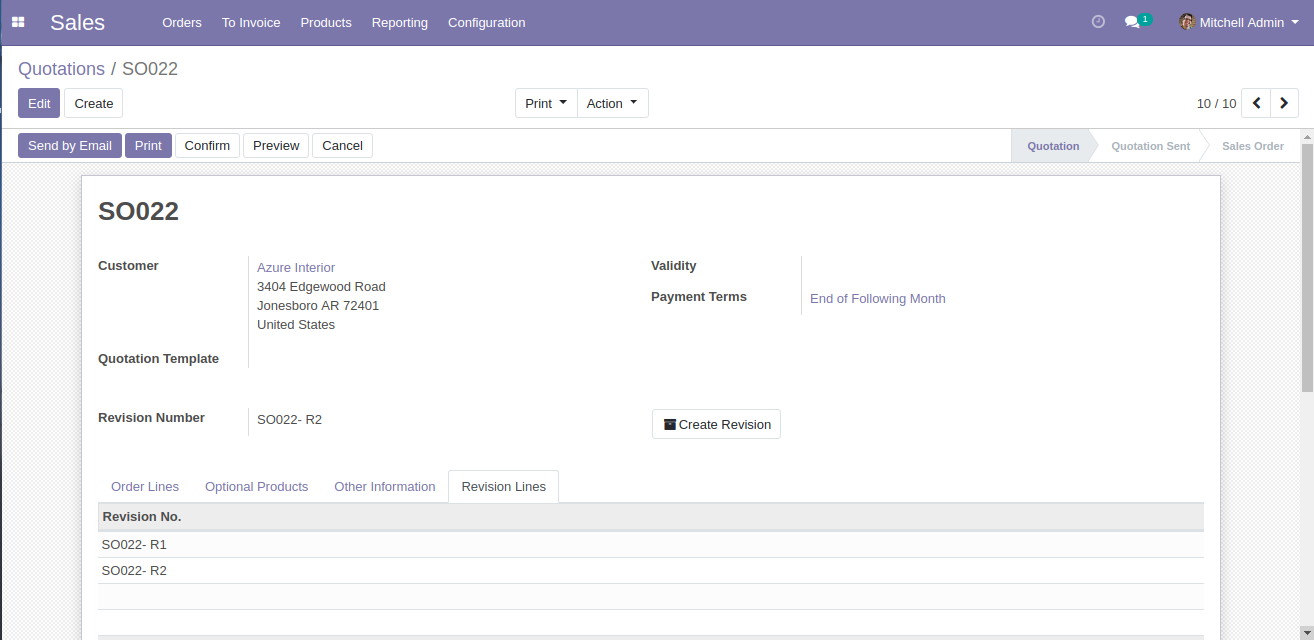 Sales Orders To Invoice Products Reporting Configuration 1 Mitchell Admin
Quotations / SO022
Edit Create Print Action 10 / 10
Send by Email Print Confirm Preview Cancel Quotation Quotation Sent Sales Order
SO022
Customer Azure Interior Validity
3404 Edgewood Road
Payment Terms End of Following Month
Jonesboro AR 72401
United States
Quotation Template
Revision Number SO022- R2 Create Revision
Order Lines Optional Products Other Information Revision Lines
Revision No.
SO022- R1
SO022- R2